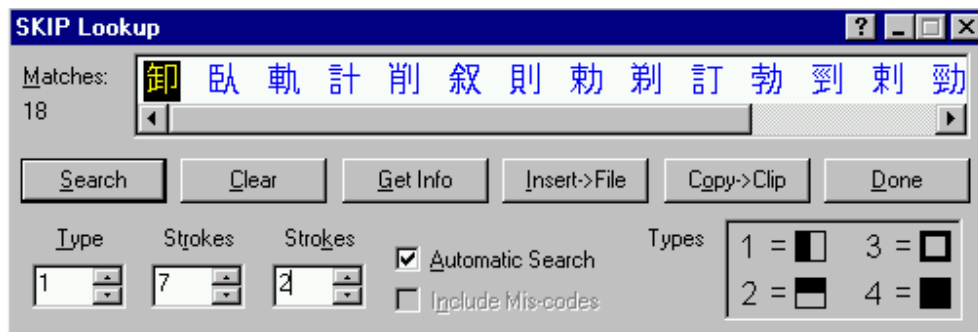 SKIP Lookup
Matches:
18
卸 臥 軌 計 削 叙 則 勅 剃 訂 勃 剄 剌 勁
Search Clear Get Info Insert->File Copy->Clip Done
Type Strokes Strokes
1 7 2
Automatic Search
Include Mis-codes
Types
1 = 3 =
2 = 4 =